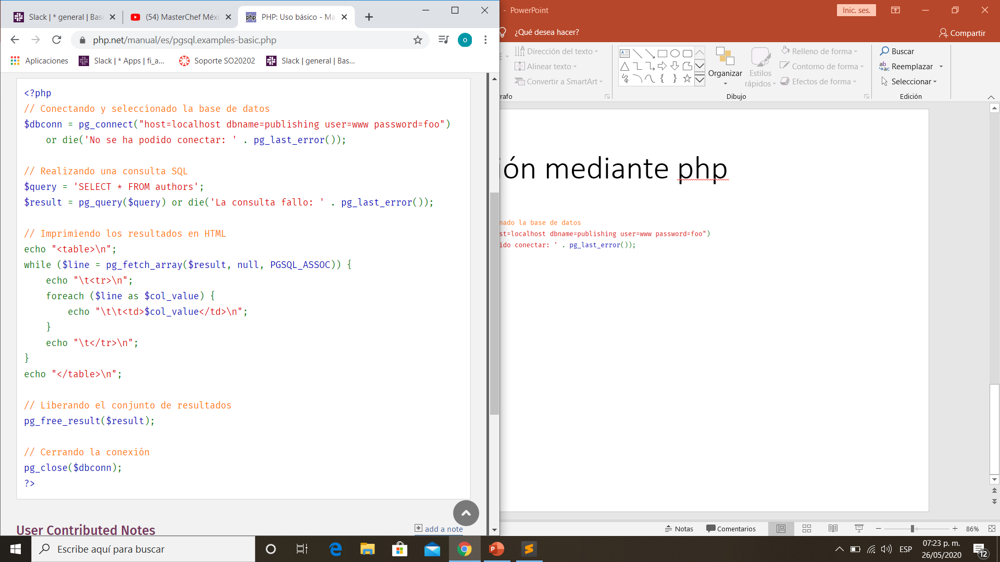 Slack | * general | Bas
(54) MasterChef Méxi
php
PHP: Uso básico - Ma
php.net/manual/es/pgsql.examples-basic.php
o
Aplicaciones
Slack | * Apps | fi_a...
Soporte SO20202
Slack | general | Bas...
<?php
// Conectando y seleccionado la base de datos
$dbconn = pg_connect("host=localhost dbname=publishing user=www password=foo")
    or die('No se ha podido conectar: ' . pg_last_error());
// Realizando una consulta SQL
$query = 'SELECT * FROM authors';
$result = pg_query($query) or die('La consulta fallo: ' . pg_last_error());
// Imprimiendo los resultados en HTML
echo "<table>\n";
while ($line = pg_fetch_array($result, null, PGSQL_ASSOC)) {
    echo "\t<tr>\n";
    foreach ($line as $col_value) {
        echo "\t\t<td>$col_value</td>\n";
    }
    echo "\t</tr>\n";
}
echo "</table>\n";
// Liberando el conjunto de resultados
pg_free_result($result);
// Cerrando la conexión
pg_close($dbconn);
?>
User Contributed Notes
add a note
- PowerPoint
Inic. ses.
¿Qué desea hacer?
Compartir
Dirección del texto
Alinear texto
Convertir a SmartArt
rafo
Organizar
Estilos
rápidos
Relleno de forma
Contorno de forma
Efectos de forma
Dibujo
Buscar
Reemplazar
Seleccionar
Edición
ión mediante php
nado la base de datos
st=localhost dbname=publishing user=www password=foo")
ido conectar: ' . pg_last_error());
Notas
Comentarios
86%
Escribe aquí para buscar
ESP
07:23 p. m.
26/05/2020
12